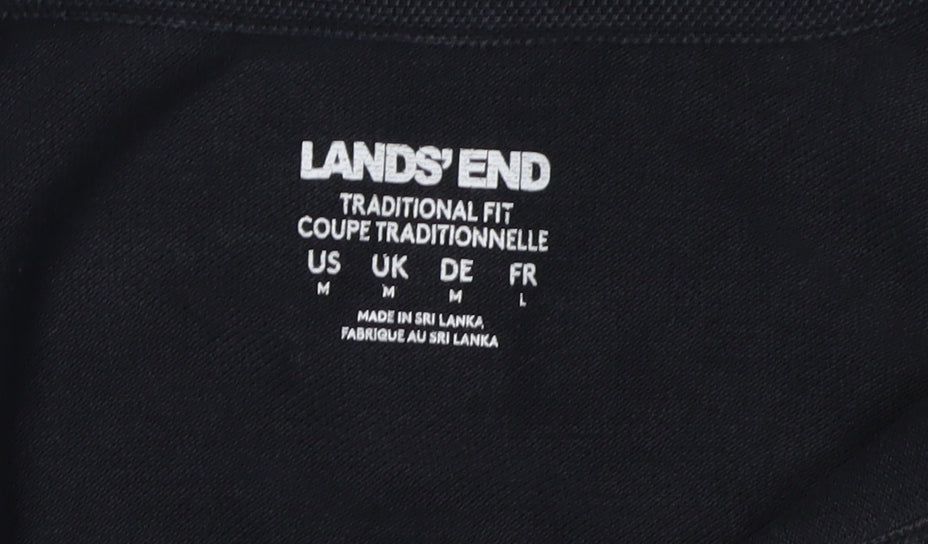 LANDS' END
TRADITIONAL FIT
COUPE TRADITIONNELLE
US UK DE FR
M M M L
MADE IN SRI LANKA
FABRIQUE AU SRI LANKA